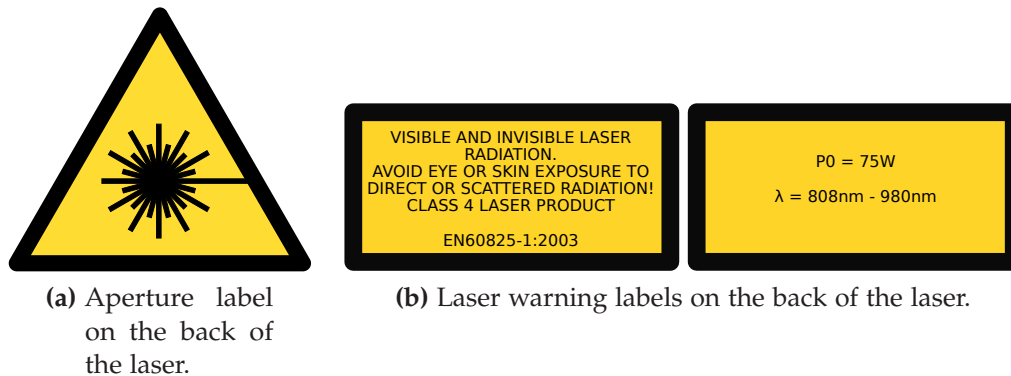 VISIBLE AND INVISIBLE LASER
RADIATION.
AVOID EYE OR SKIN EXPOSURE TO
DIRECT OR SCATTERED RADIATION!
CLASS 4 LASER PRODUCT
EN60825-1:2003
P0 = 75W
λ = 808nm - 980nm
(a) Aperture label
on the back of
the laser.
(b) Laser warning labels on the back of the laser.